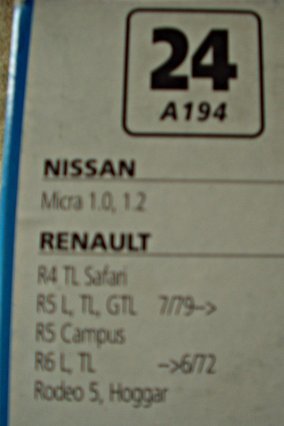 24
A194
NISSAN
Micra 1.0, 1.2
RENAULT
R4 TL Safari
R5 L, TL, GTL 7/79->
R5 Campus
R6 L, TL ->6/72
Rodeo 5, Hoggar